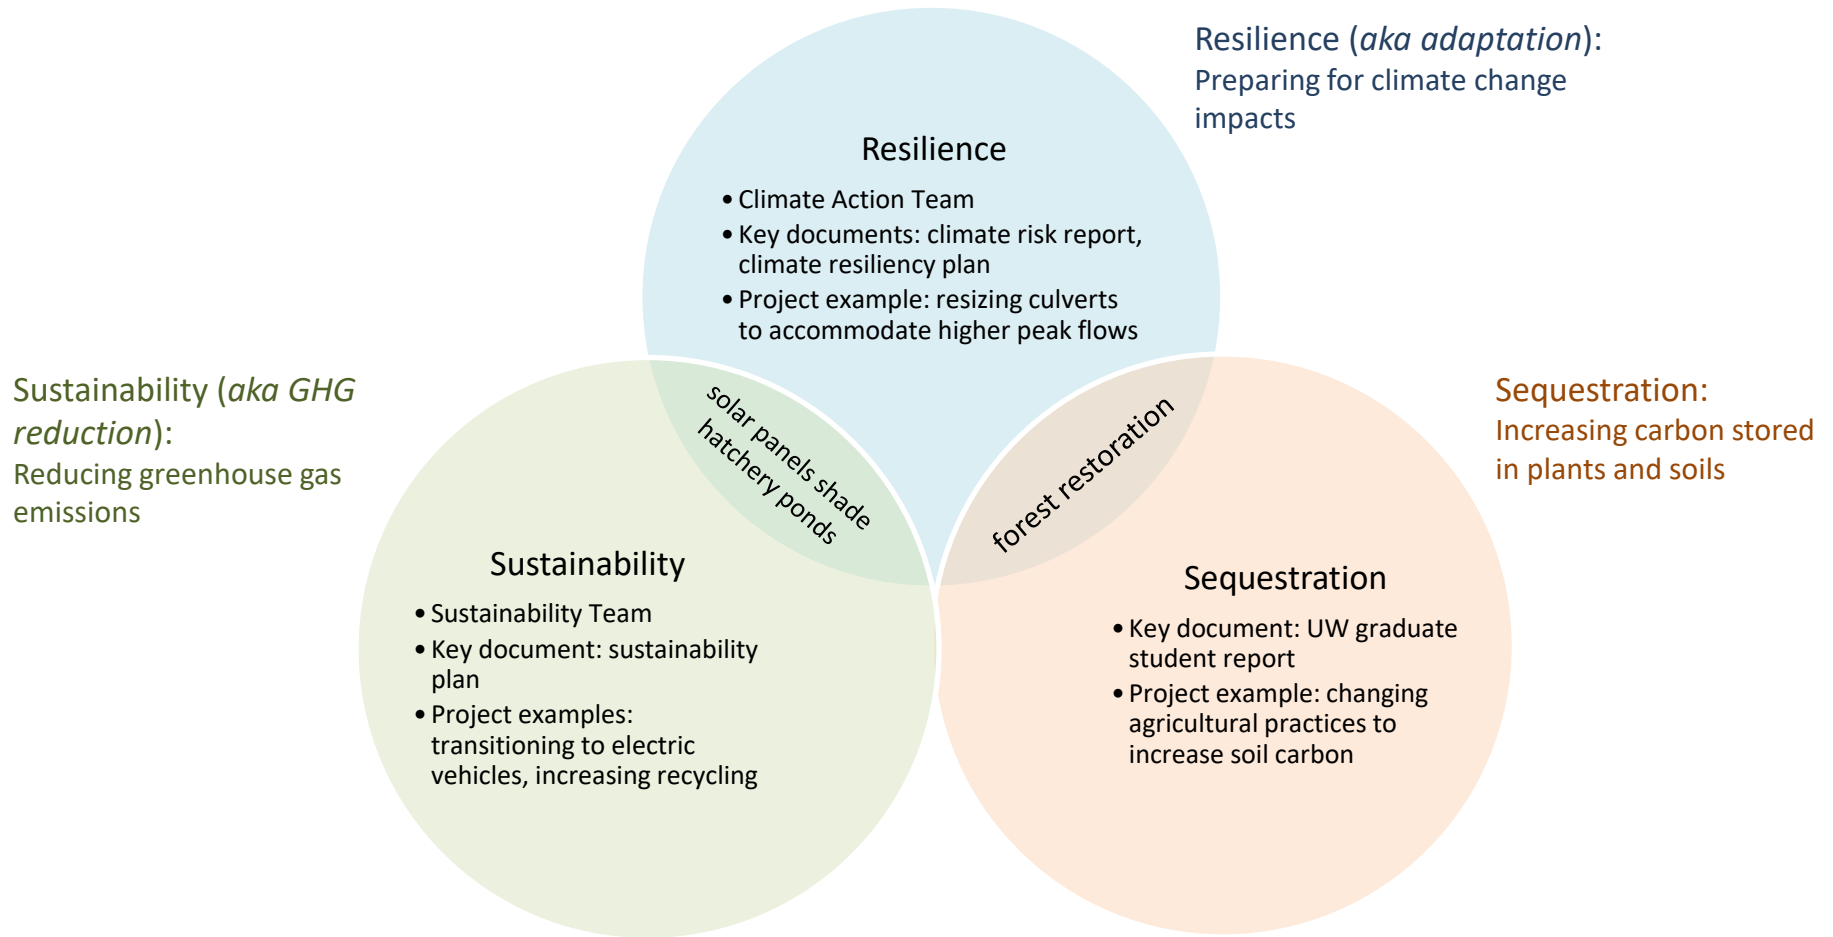 Resilience (aka adaptation):
Preparing for climate change
impacts
Resilience
• Climate Action Team
• Key documents: climate risk report,
climate resiliency plan
• Project example: resizing culverts
to accommodate higher peak flows
Sustainability (aka GHG
reduction):
Reducing greenhouse gas
emissions
solar panels shade
hatchery ponds
forest restoration
Sequestration:
Increasing carbon stored
in plants and soils
Sustainability
• Sustainability Team
• Key document: sustainability
plan
• Project examples:
transitioning to electric
vehicles, increasing recycling
Sequestration
• Key document: UW graduate
student report
• Project example: changing
agricultural practices to
increase soil carbon